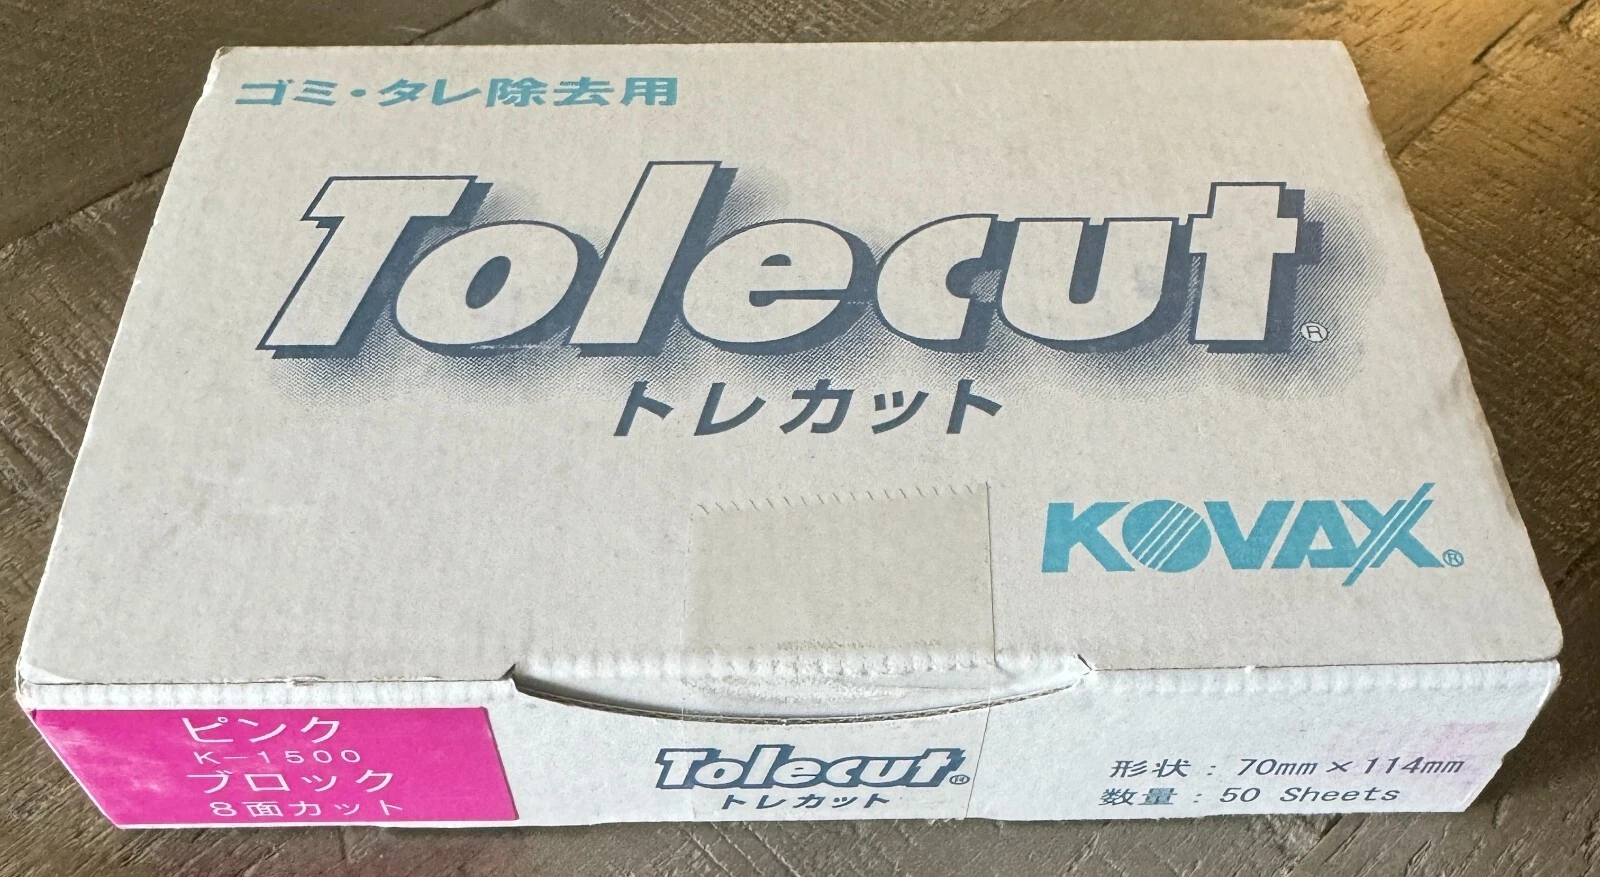 ゴミ・タレ除去用
Tolecut®
トレカット
KOVAX®
ピンク
K－1500
ブロック
8面カット
Tolecut®
トレカット
形状：70mm×114mm
数量：50 Sheets